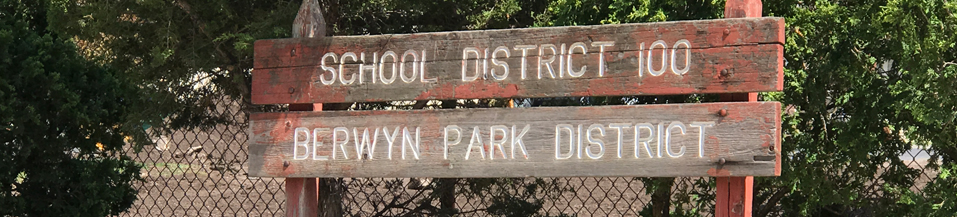 SCHOOL DISTRICT 100
BERWYN PARK DISTRICT